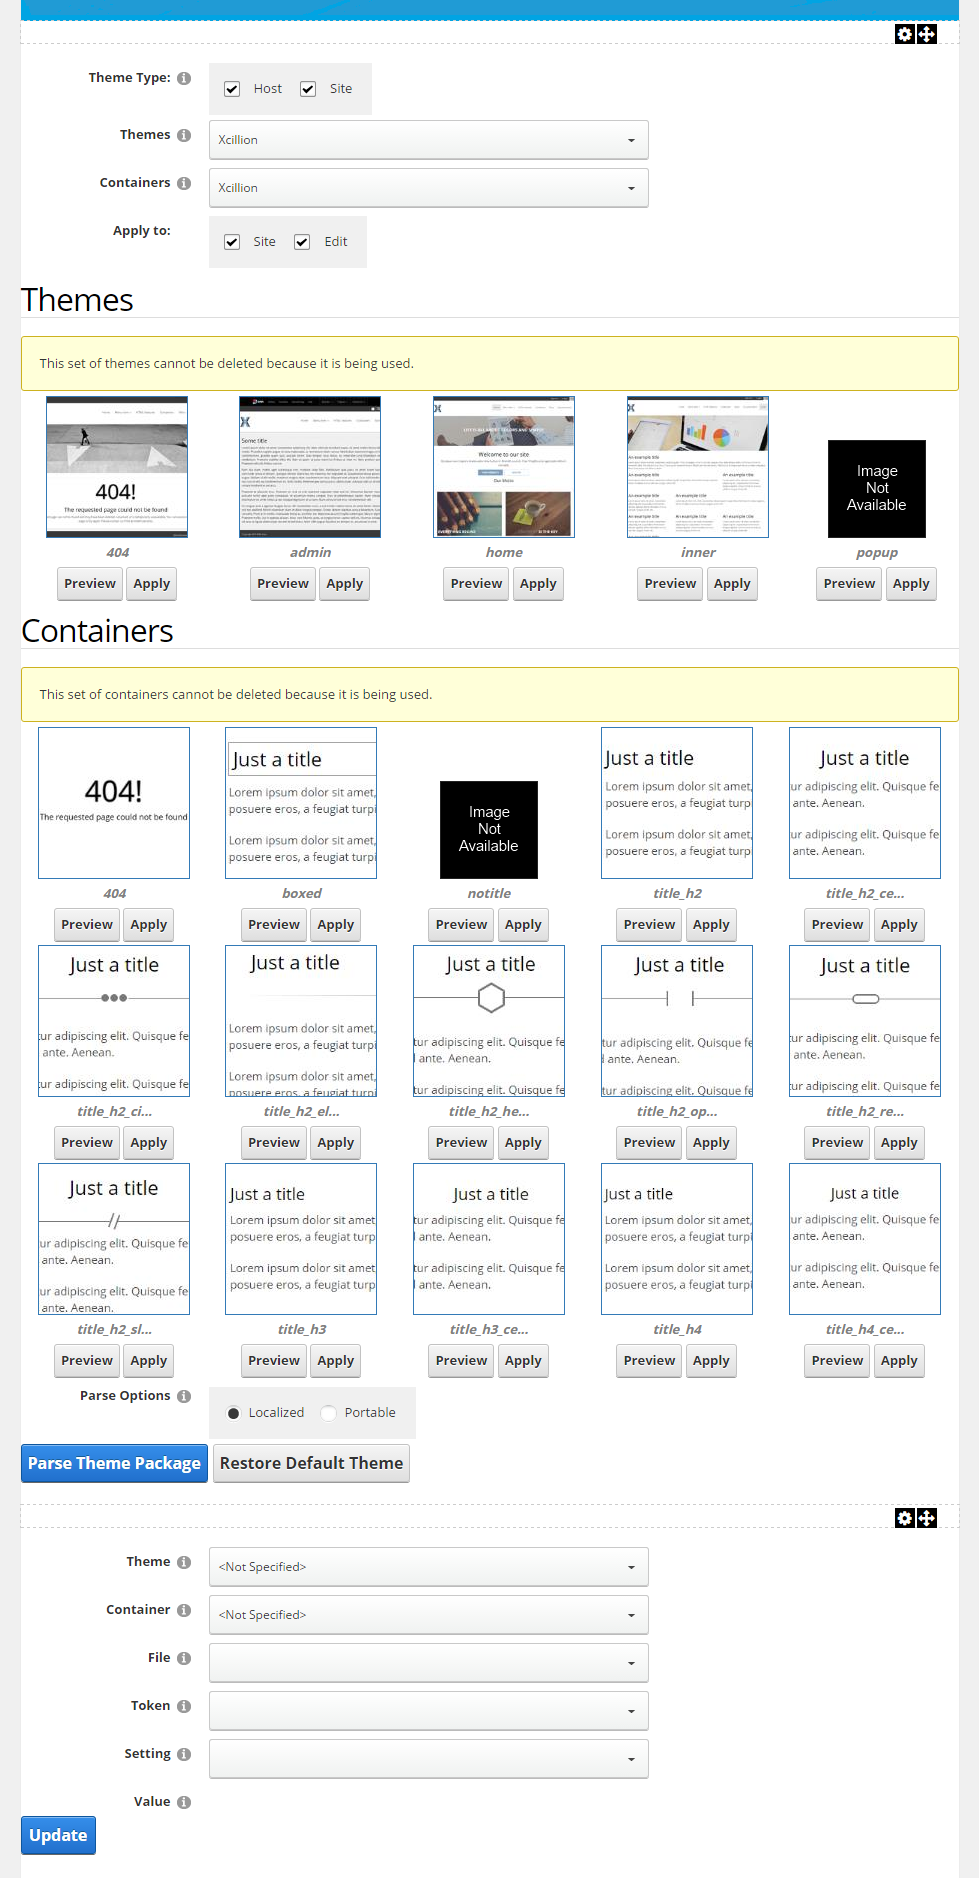 Theme Type:
Host Site
Themes
Xcillion
Containers
Xcillion
Apply to:
Site Edit
Themes
This set of themes cannot be deleted because it is being used.
404!
The requested page could not be found
Some title
Welcome to our site
Our Works
An example title
Image
Not
Available
404 admin home inner popup
Preview Apply Preview Apply Preview Apply Preview Apply Preview Apply
Containers
This set of containers cannot be deleted because it is being used.
404!
The requested page could not be found
Just a title
Lorem ipsum dolor sit amet,
posuere eros, a feugiat turpi
Lorem ipsum dolor sit amet,
posuere eros, a feugiat turpi
Image
Not
Available
Just a title
Lorem ipsum dolor sit amet,
posuere eros, a feugiat turp
Lorem ipsum dolor sit amet,
posuere eros, a feugiat turp
Just a title
ur adipiscing elit. Quisque fe
ante. Aenean.
ur adipiscing elit. Quisque fe
ante. Aenean.
404 boxed notitle title_h2 title_h2_ce...
Preview Apply Preview Apply Preview Apply Preview Apply Preview Apply
Just a title
tur adipiscing elit. Quisque fe
ante. Aenean.
tur adipiscing elit. Quisque fe
Just a title
Lorem ipsum dolor sit amet,
posuere eros, a feugiat turpi
Lorem ipsum dolor sit amet,
posuere eros, a feugiat turpi
Just a title
tur adipiscing elit. Quisque fe
l ante. Aenean.
tur adipiscing elit. Quisque fe
Just a title
tur adipiscing elit. Quisque fe
l ante. Aenean.
tur adipiscing elit. Quisque fe
Just a title
tur adipiscing elit. Quisque fe
ante. Aenean.
tur adipiscing elit. Quisque fe
title_h2_ci... title_h2_el... title_h2_he... title_h2_op... title_h2_re...
Preview Apply Preview Apply Preview Apply Preview Apply Preview Apply
Just a title
ur adipiscing elit. Quisque fe
ante. Aenean.
ur adipiscing elit. Quisque fe
ante. Aenean.
Just a title
Lorem ipsum dolor sit amet
posuere eros, a feugiat turp
Lorem ipsum dolor sit amet
posuere eros, a feugiat turp
Just a title
tur adipiscing elit. Quisque fe
l ante. Aenean.
tur adipiscing elit. Quisque fe
l ante. Aenean.
Just a title
Lorem ipsum dolor sit amet,
posuere eros, a feugiat turpi
Lorem ipsum dolor sit amet,
posuere eros, a feugiat turpi
Just a title
ur adipiscing elit. Quisque fe
ante. Aenean.
ur adipiscing elit. Quisque fe
ante. Aenean.
title_h2_sl... title_h3 title_h3_ce... title_h4 title_h4_ce...
Preview Apply Preview Apply Preview Apply Preview Apply Preview Apply
Parse Options
Localized Portable
Parse Theme Package Restore Default Theme
Theme
<Not Specified>
Container
<Not Specified>
File
Token
Setting
Value
Update